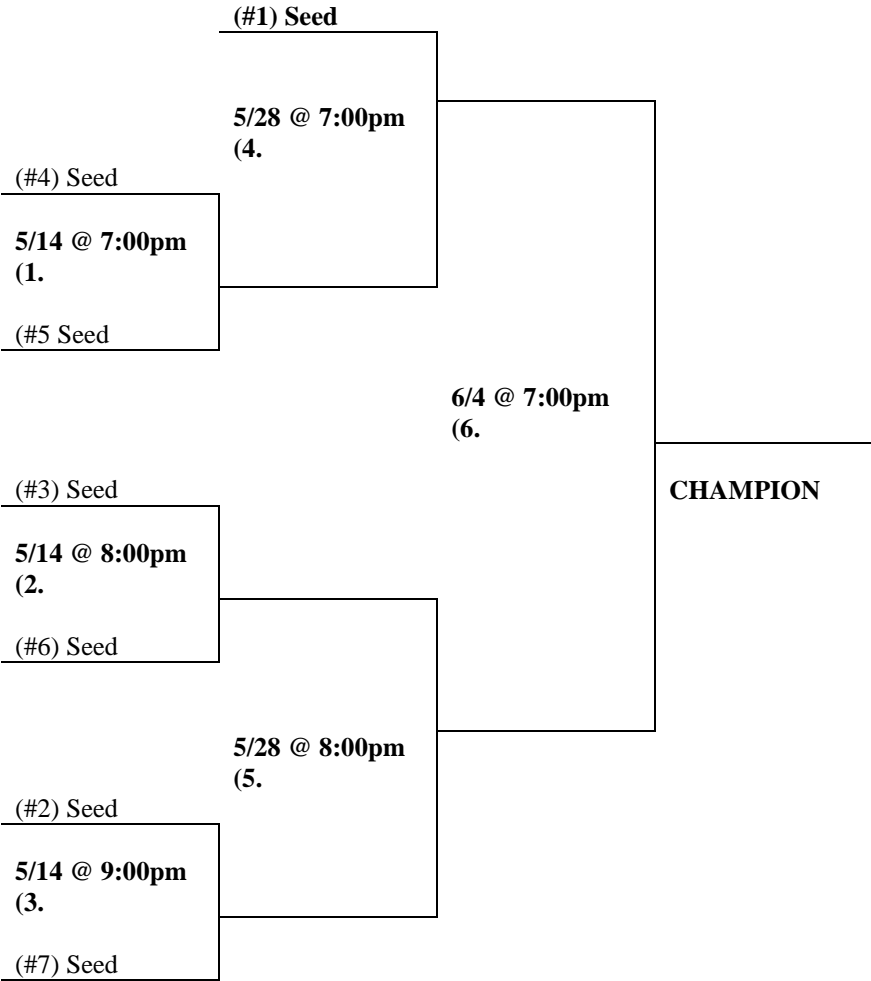 (#1) Seed
5/28 @ 7:00pm
(4.
(#4) Seed
5/14 @ 7:00pm
(1.
(#5 Seed
6/4 @ 7:00pm
(6.
(#3) Seed
CHAMPION
5/14 @ 8:00pm
(2.
(#6) Seed
5/28 @ 8:00pm
(5.
(#2) Seed
5/14 @ 9:00pm
(3.
(#7) Seed